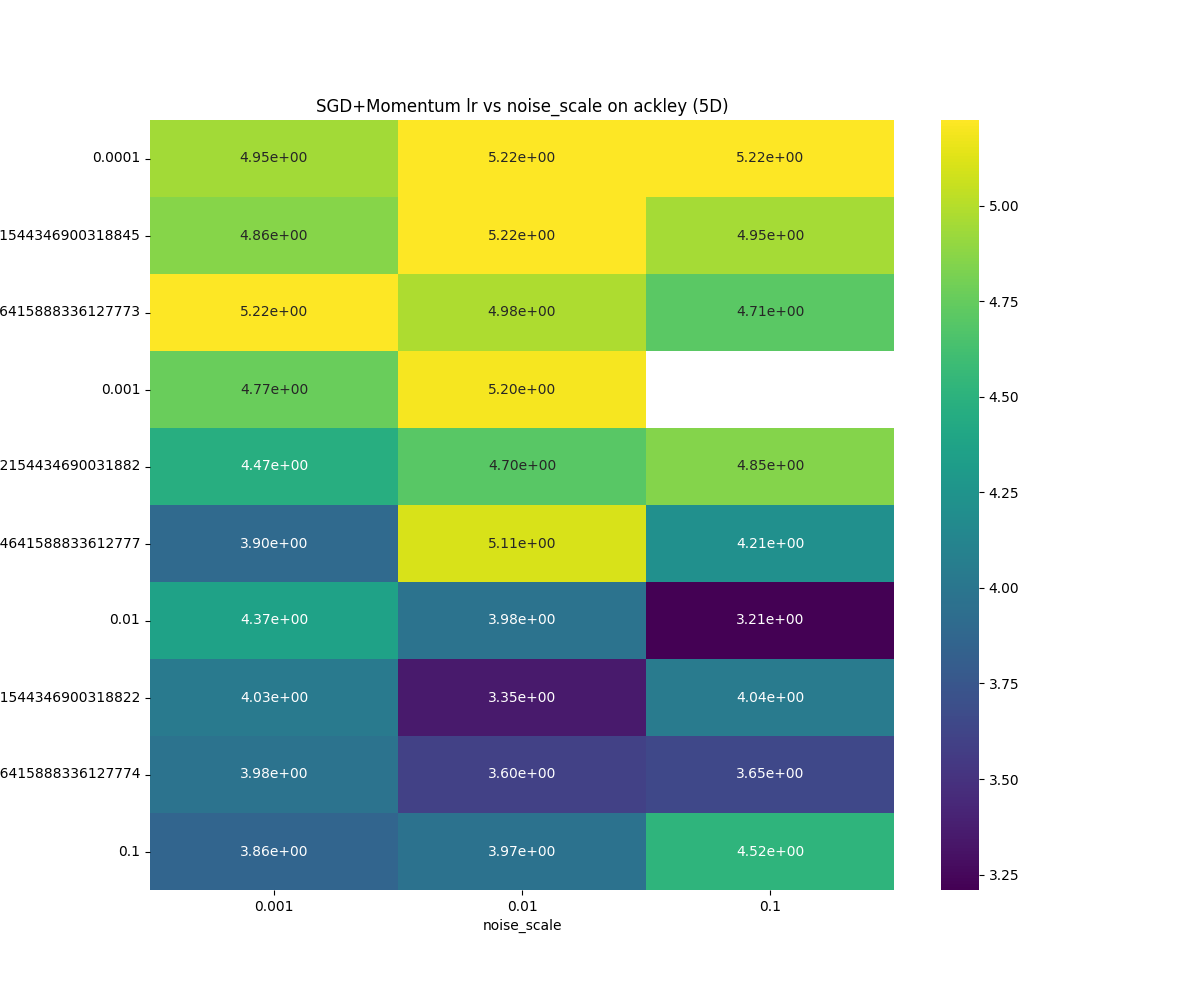 SGD+Momentum lr vs noise_scale on ackley (5D)
0.0001 4.95e+00 5.22e+00 5.22e+00
1544346900318845 4.86e+00 5.22e+00 4.95e+00
6415888336127773 5.22e+00 4.98e+00 4.71e+00
0.001 4.77e+00 5.20e+00
2154434690031882 4.47e+00 4.70e+00 4.85e+00
4641588833612777 3.90e+00 5.11e+00 4.21e+00
0.01 4.37e+00 3.98e+00 3.21e+00
1544346900318822 4.03e+00 3.35e+00 4.04e+00
6415888336127774 3.98e+00 3.60e+00 3.65e+00
0.1 3.86e+00 3.97e+00 4.52e+00
0.001 0.01 0.1
noise_scale
5.00
4.75
4.50
4.25
4.00
3.75
3.50
3.25